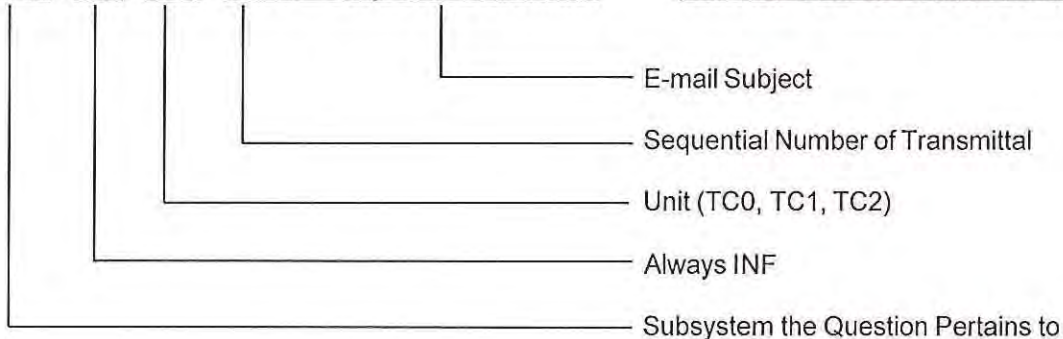 E-mail Subject
Sequential Number of Transmittal
Unit (TC0, TC1, TC2)
Always INF
Subsystem the Question Pertains to